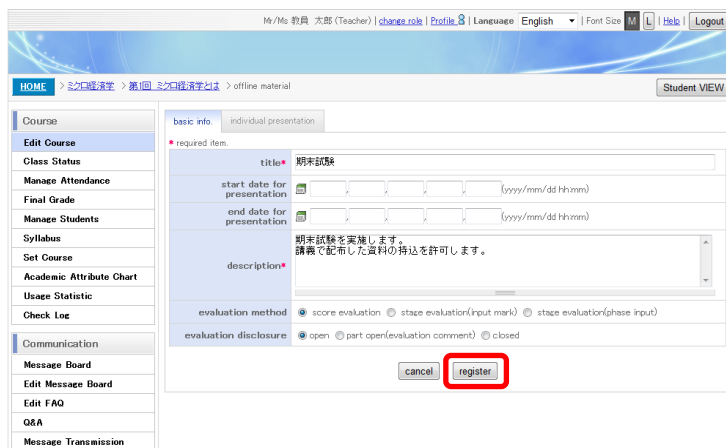 Mr/Ms 教員 太郎 (Teacher) | change role | Profile | Language English | Font Size M L | Help | Logout
HOME > ミクロ経済学 > 第1回 ミクロ経済学とは > offline material
Student VIEW
Course
Edit Course
Class Status
Manage Attendance
Final Grade
Manage Students
Syllabus
Set Course
Academic Attribute Chart
Usage Statistic
Check Log
Communication
Message Board
Edit Message Board
Edit FAQ
Q&A
Message Transmission
basic info. individual presentation
* required item.
title* 期末試験
start date for
presentation , , , , (yyyy/mm/dd hh:mm)
end date for
presentation , , , , (yyyy/mm/dd hh:mm)
description* 期末試験を実施します。
講義で配布した資料の持込を許可します。
evaluation method score evaluation stage evaluation(input mark) stage evaluation(phase input)
evaluation disclosure open part open(evaluation comment) closed
cancel register